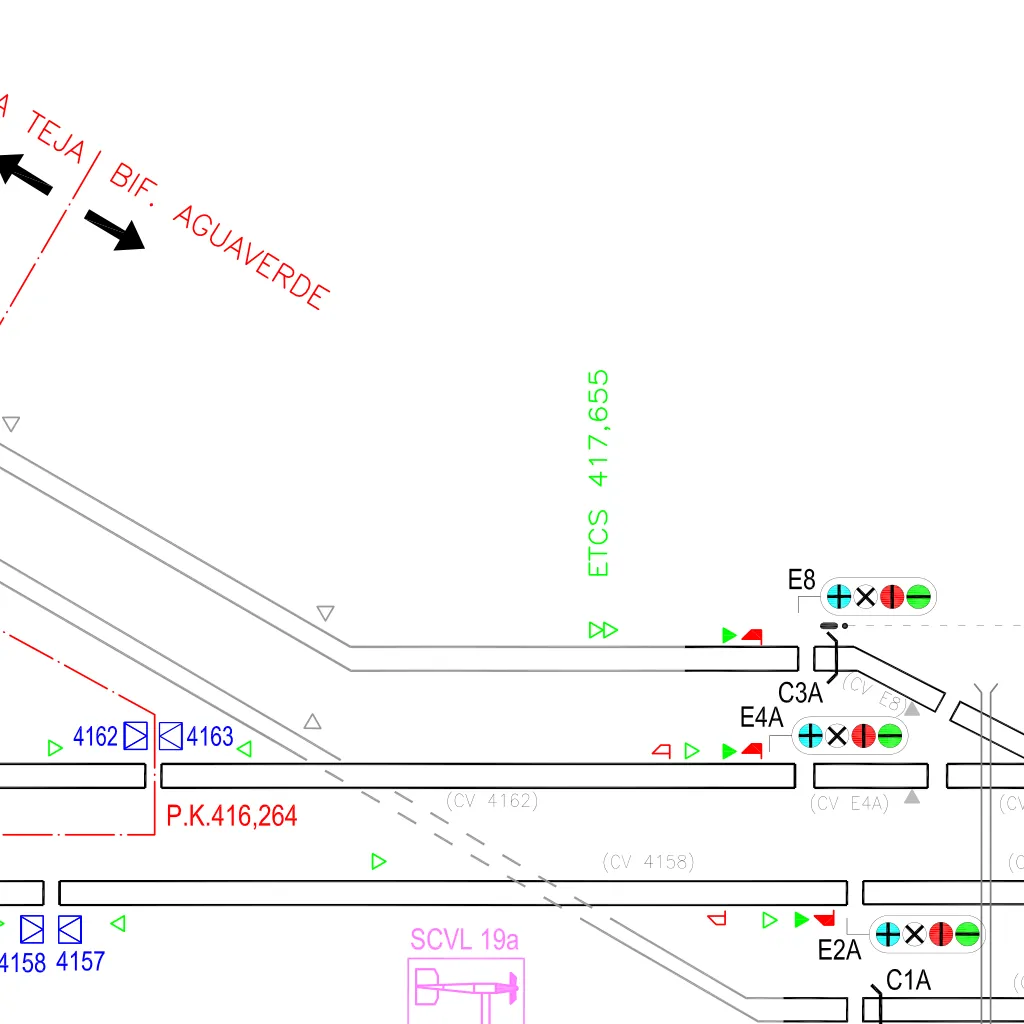 TEJA
BIF. AGUAVERDE
ETCS 417,655
E8
C3A
(CV E8)
E4A
4162
4163
(CV 4162)
(CV E4A)
P.K.416,264
(CV 4158)
4158
4157
SCVL 19a
E2A
C1A